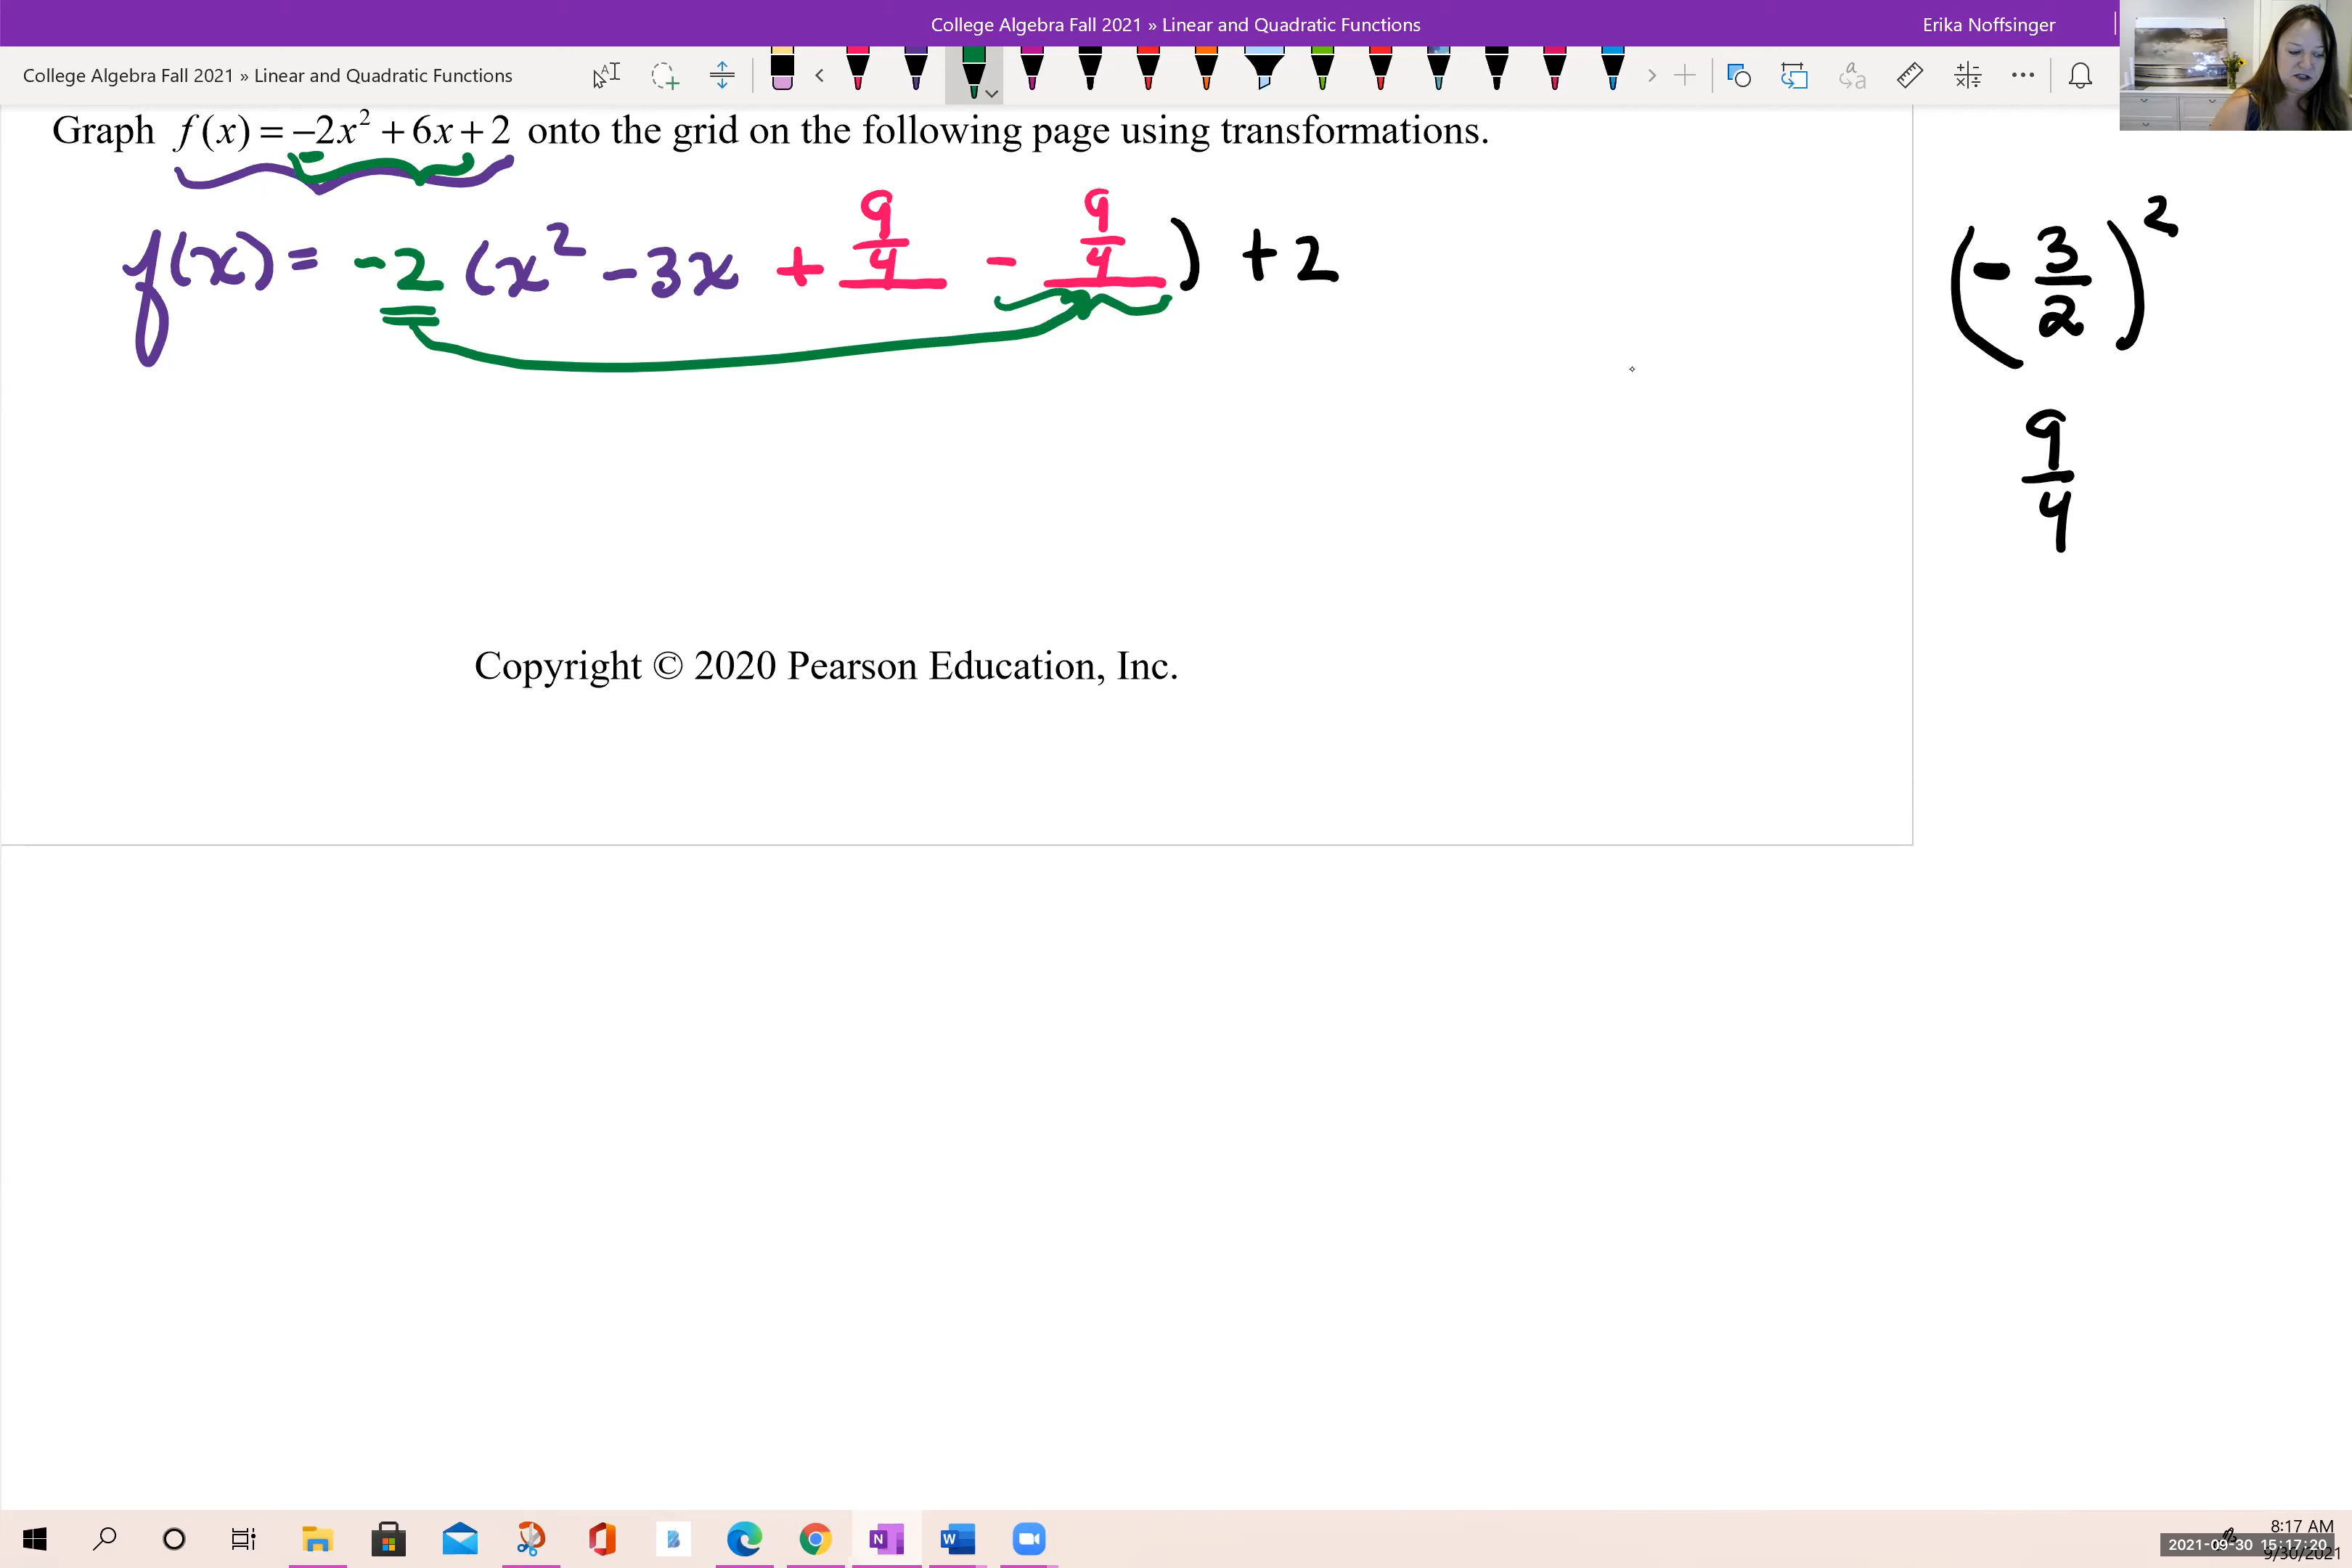 College Algebra Fall 2021 » Linear and Quadratic Functions
Erika Noffsinger
College Algebra Fall 2021 » Linear and Quadratic Functions
Graph f(x) = −2x² + 6x + 2 onto the grid on the following page using transformations.
f(x) = -2 (x² - 3x + 9/4 - 9/4) + 2
(- 3/2)²
9/4
Copyright © 2020 Pearson Education, Inc.
8:17 AM
2021-09-30 15:17:20
9/30/2021